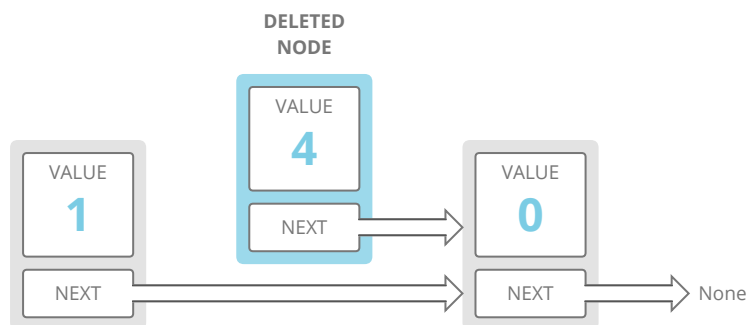 DELETED
NODE
VALUE
4
NEXT
VALUE
1
NEXT
VALUE
0
NEXT
None